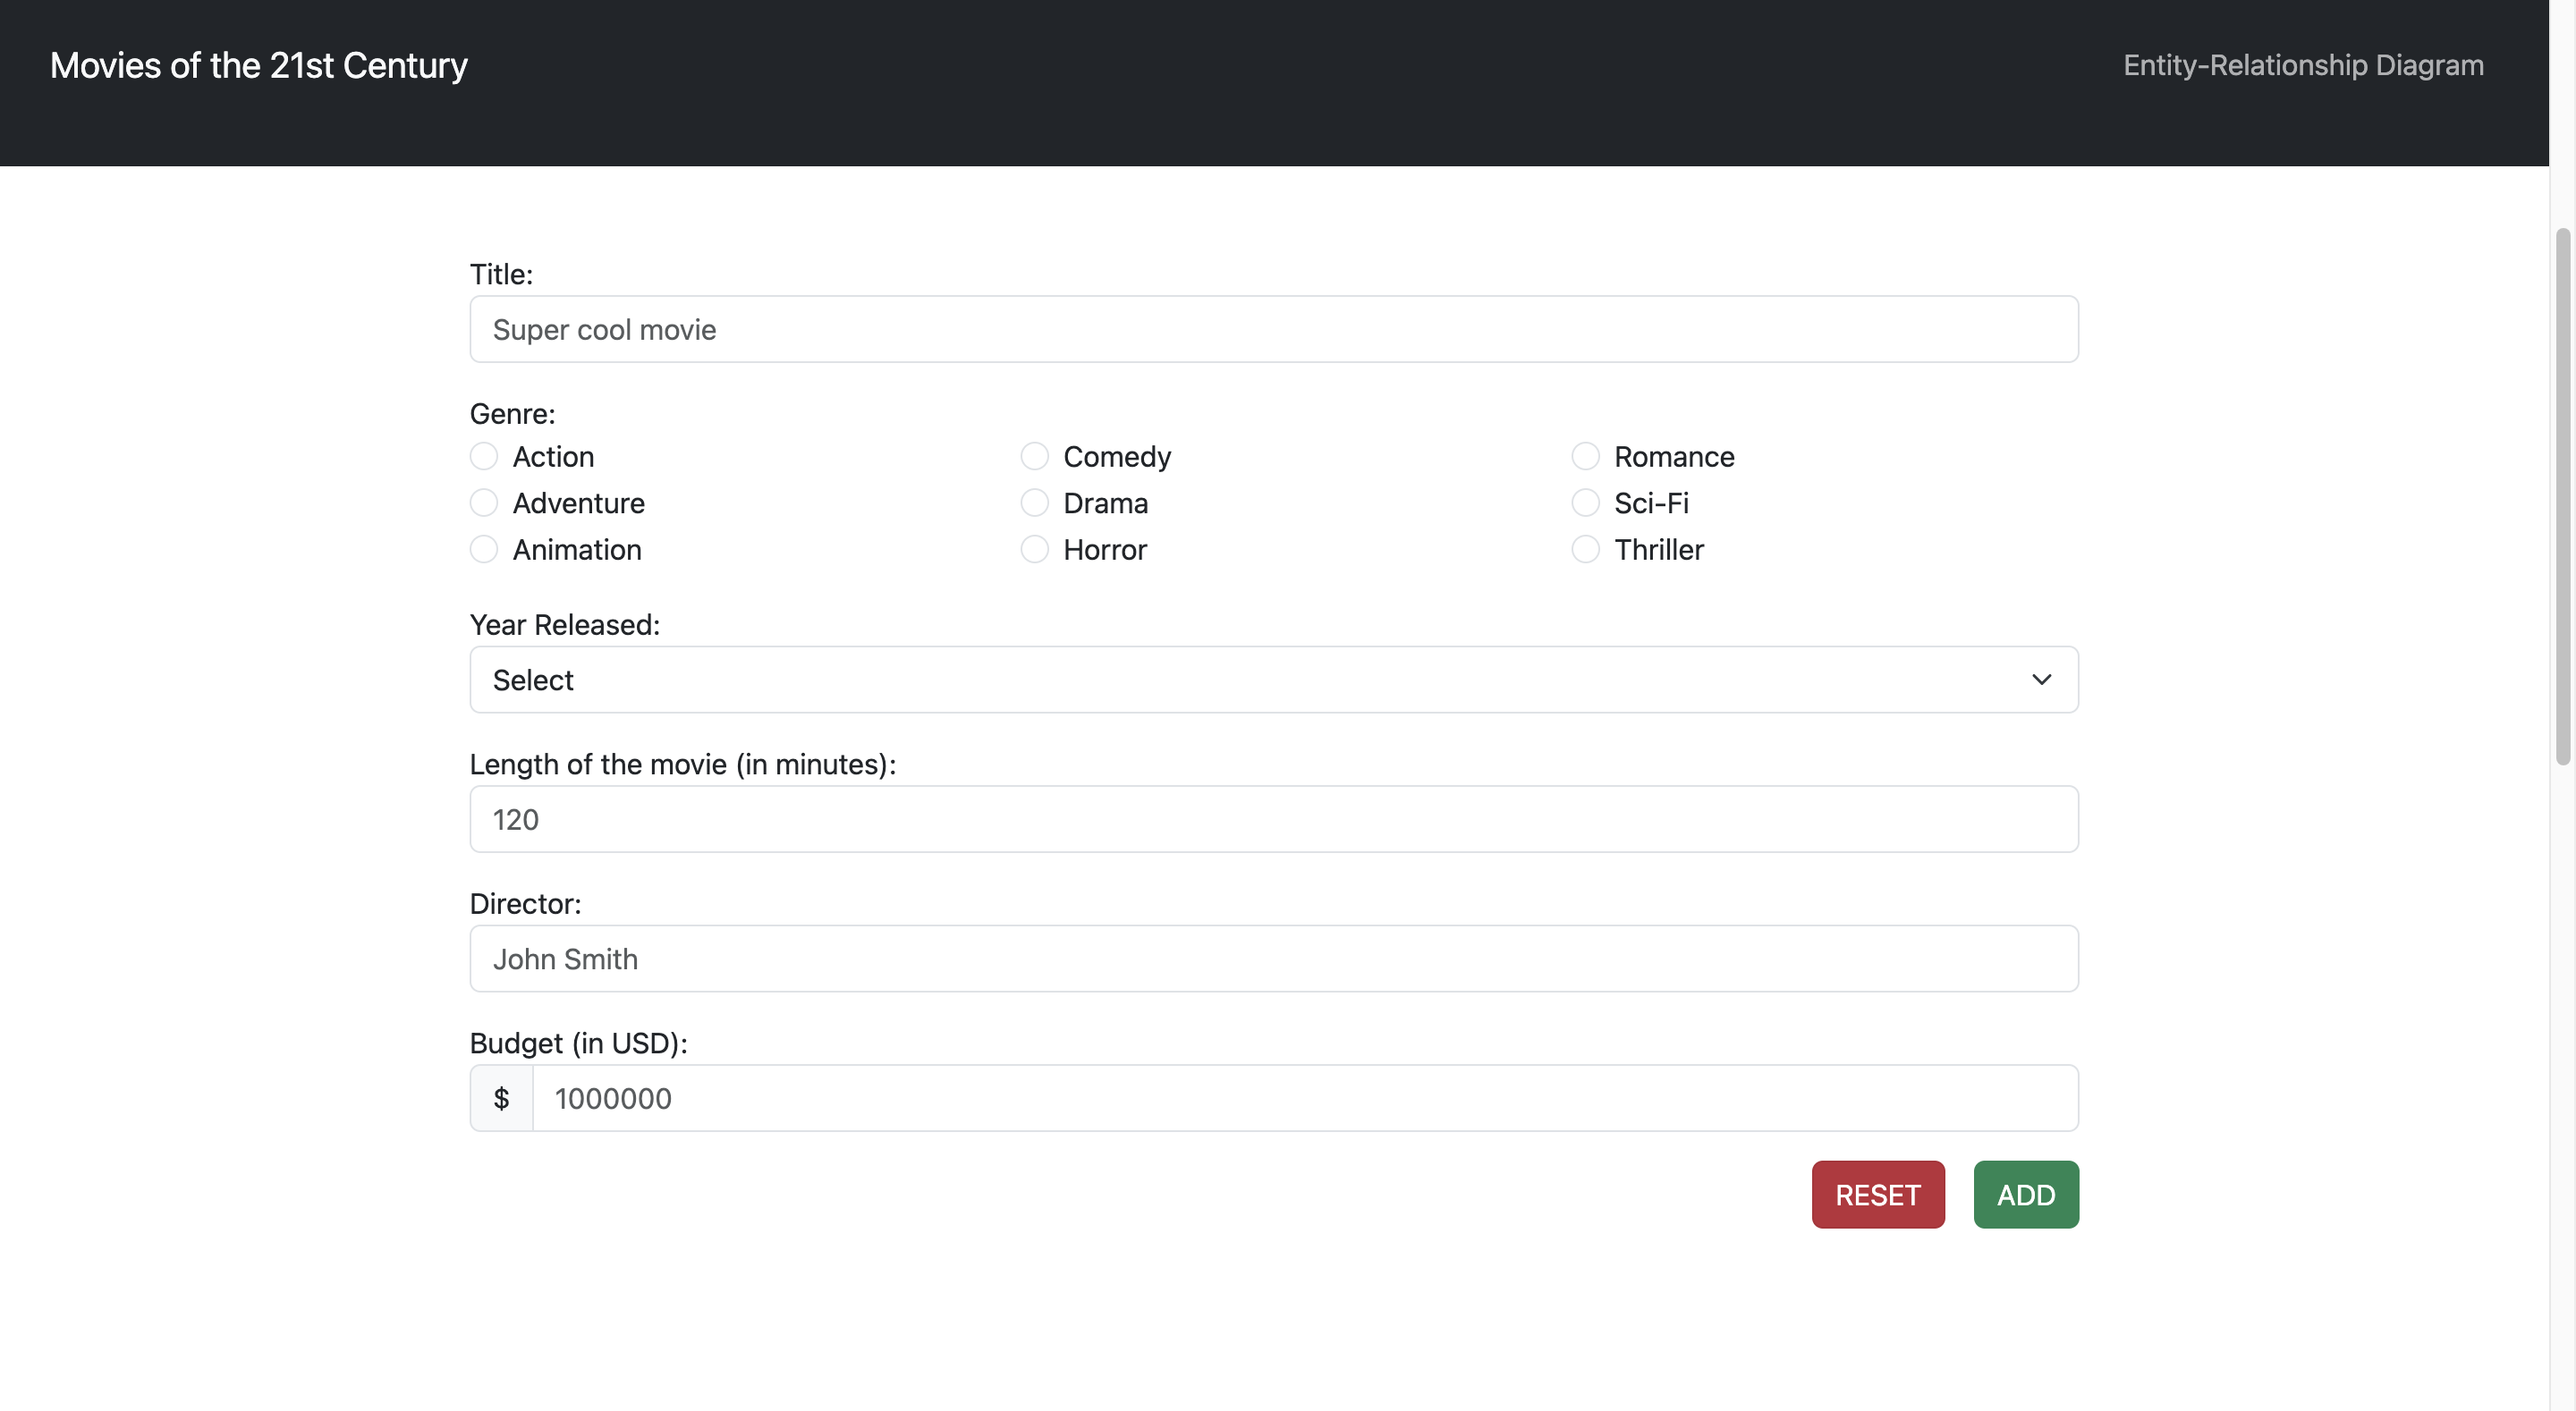 Movies of the 21st Century
Entity-Relationship Diagram
Title:
Super cool movie
Genre:
Action
Comedy
Romance
Adventure
Drama
Sci-Fi
Animation
Horror
Thriller
Year Released:
Select
Length of the movie (in minutes):
120
Director:
John Smith
Budget (in USD):
$ 1000000
RESET
ADD